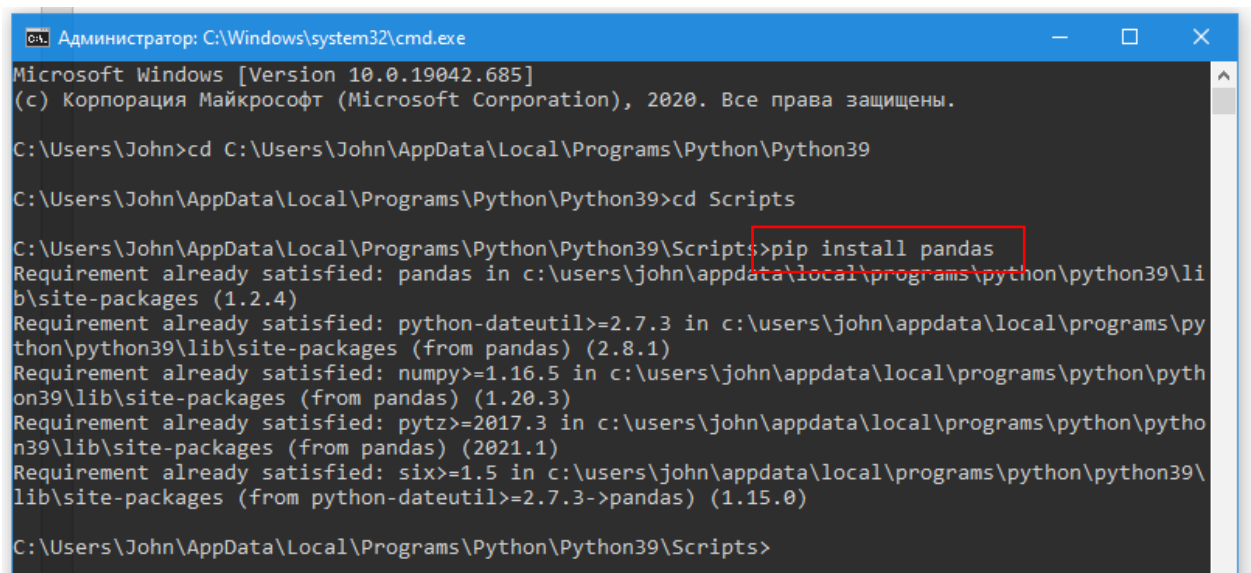 Администратор: C:\Windows\system32\cmd.exe
Microsoft Windows [Version 10.0.19042.685]
(c) Корпорация Майкрософт (Microsoft Corporation), 2020. Все права защищены.
C:\Users\John>cd C:\Users\John\AppData\Local\Programs\Python\Python39
C:\Users\John\AppData\Local\Programs\Python\Python39>cd Scripts
C:\Users\John\AppData\Local\Programs\Python\Python39\Scripts>pip install pandas
Requirement already satisfied: pandas in c:\users\john\appdata\local\programs\python\python39\li
b\site-packages (1.2.4)
Requirement already satisfied: python-dateutil>=2.7.3 in c:\users\john\appdata\local\programs\py
thon\python39\lib\site-packages (from pandas) (2.8.1)
Requirement already satisfied: numpy>=1.16.5 in c:\users\john\appdata\local\programs\python\pyth
on39\lib\site-packages (from pandas) (1.20.3)
Requirement already satisfied: pytz>=2017.3 in c:\users\john\appdata\local\programs\python\pytho
n39\lib\site-packages (from pandas) (2021.1)
Requirement already satisfied: six>=1.5 in c:\users\john\appdata\local\programs\python\python39\
lib\site-packages (from python-dateutil>=2.7.3->pandas) (1.15.0)
C:\Users\John\AppData\Local\Programs\Python\Python39\Scripts>